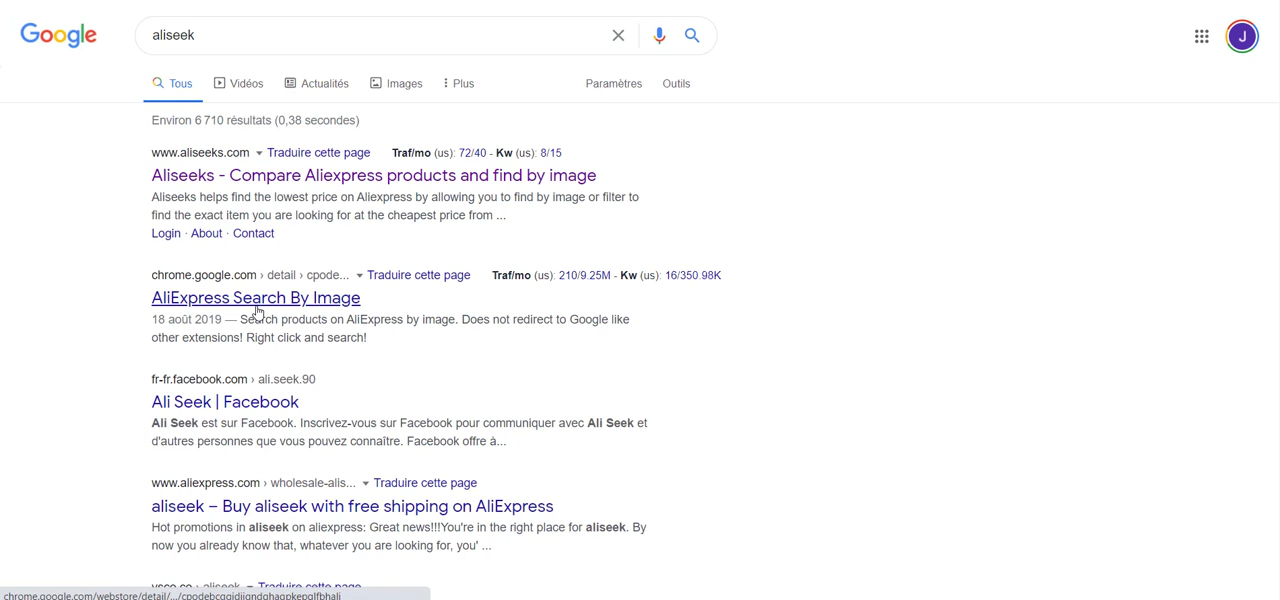 Google
aliseek
J
Tous Vidéos Actualités Images Plus Paramètres Outils
Environ 6 710 résultats (0,38 secondes)
www.aliseeks.com Traduire cette page Traf/mo (us): 72/40 - Kw (us): 8/15
Aliseeks - Compare Aliexpress products and find by image
Aliseeks helps find the lowest price on Aliexpress by allowing you to find by image or filter to
find the exact item you are looking for at the cheapest price from ...
Login · About · Contact
chrome.google.com › detail › cpode... Traduire cette page Traf/mo (us): 210/9.25M - Kw (us): 16/350.98K
AliExpress Search By Image
18 août 2019 — Search products on AliExpress by image. Does not redirect to Google like
other extensions! Right click and search!
fr-fr.facebook.com › ali.seek.90
Ali Seek | Facebook
Ali Seek est sur Facebook. Inscrivez-vous sur Facebook pour communiquer avec Ali Seek et
d'autres personnes que vous pouvez connaître. Facebook offre à...
www.aliexpress.com › wholesale-alis... Traduire cette page
aliseek – Buy aliseek with free shipping on AliExpress
Hot promotions in aliseek on aliexpress: Great news!!!You're in the right place for aliseek. By
now you already know that, whatever you are looking for, you' ...
vsco.co › aliseek Traduire cette page